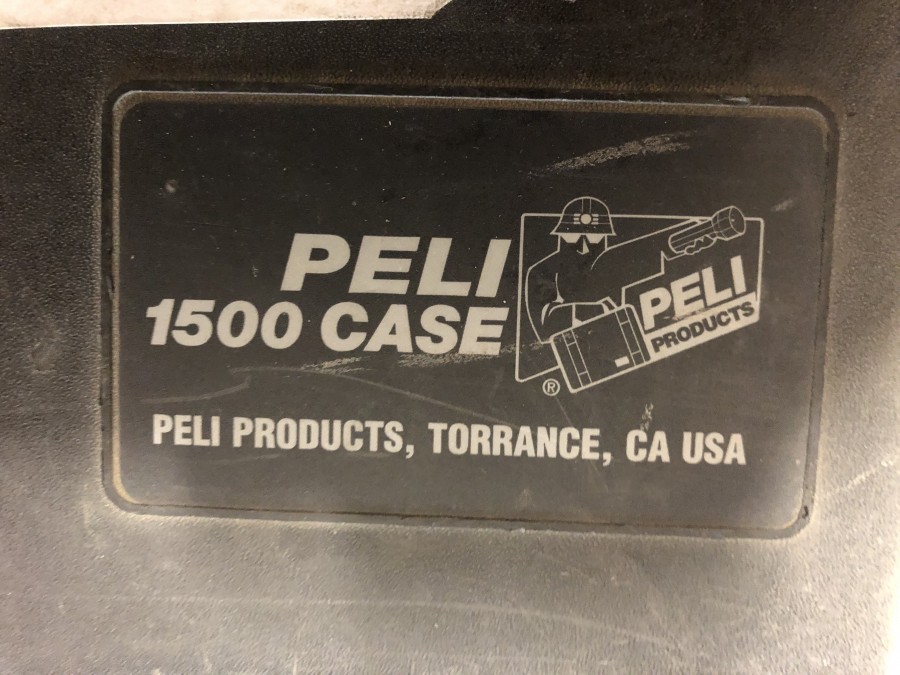 PELI
1500 CASE
®
PELI
PRODUCTS
PELI PRODUCTS, TORRANCE, CA USA